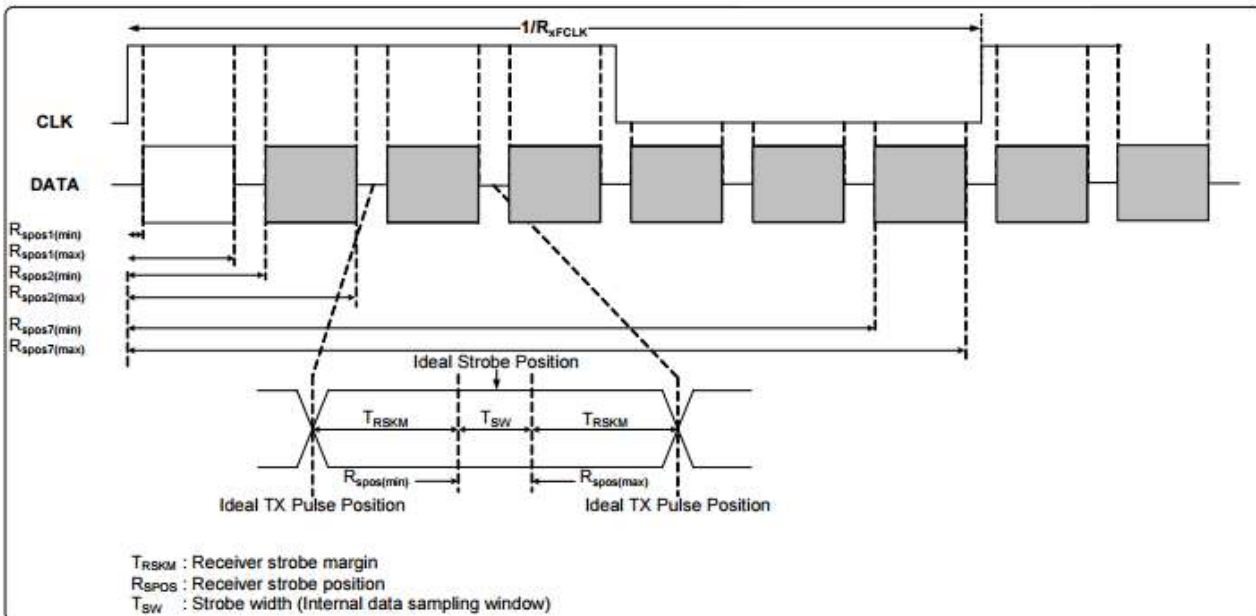 1/RxFCLK
CLK
DATA
Rspos1(min)
Rspos1(max)
Rspos2(min)
Rspos2(max)
Rspos7(min)
Rspos7(max)
Ideal Strobe Position
TRSKM TSW TRSKM
Rspos(min) Rspos(max)
Ideal TX Pulse Position Ideal TX Pulse Position
TRSKM : Receiver strobe margin
RSPOS : Receiver strobe position
TSW : Strobe width (Internal data sampling window)